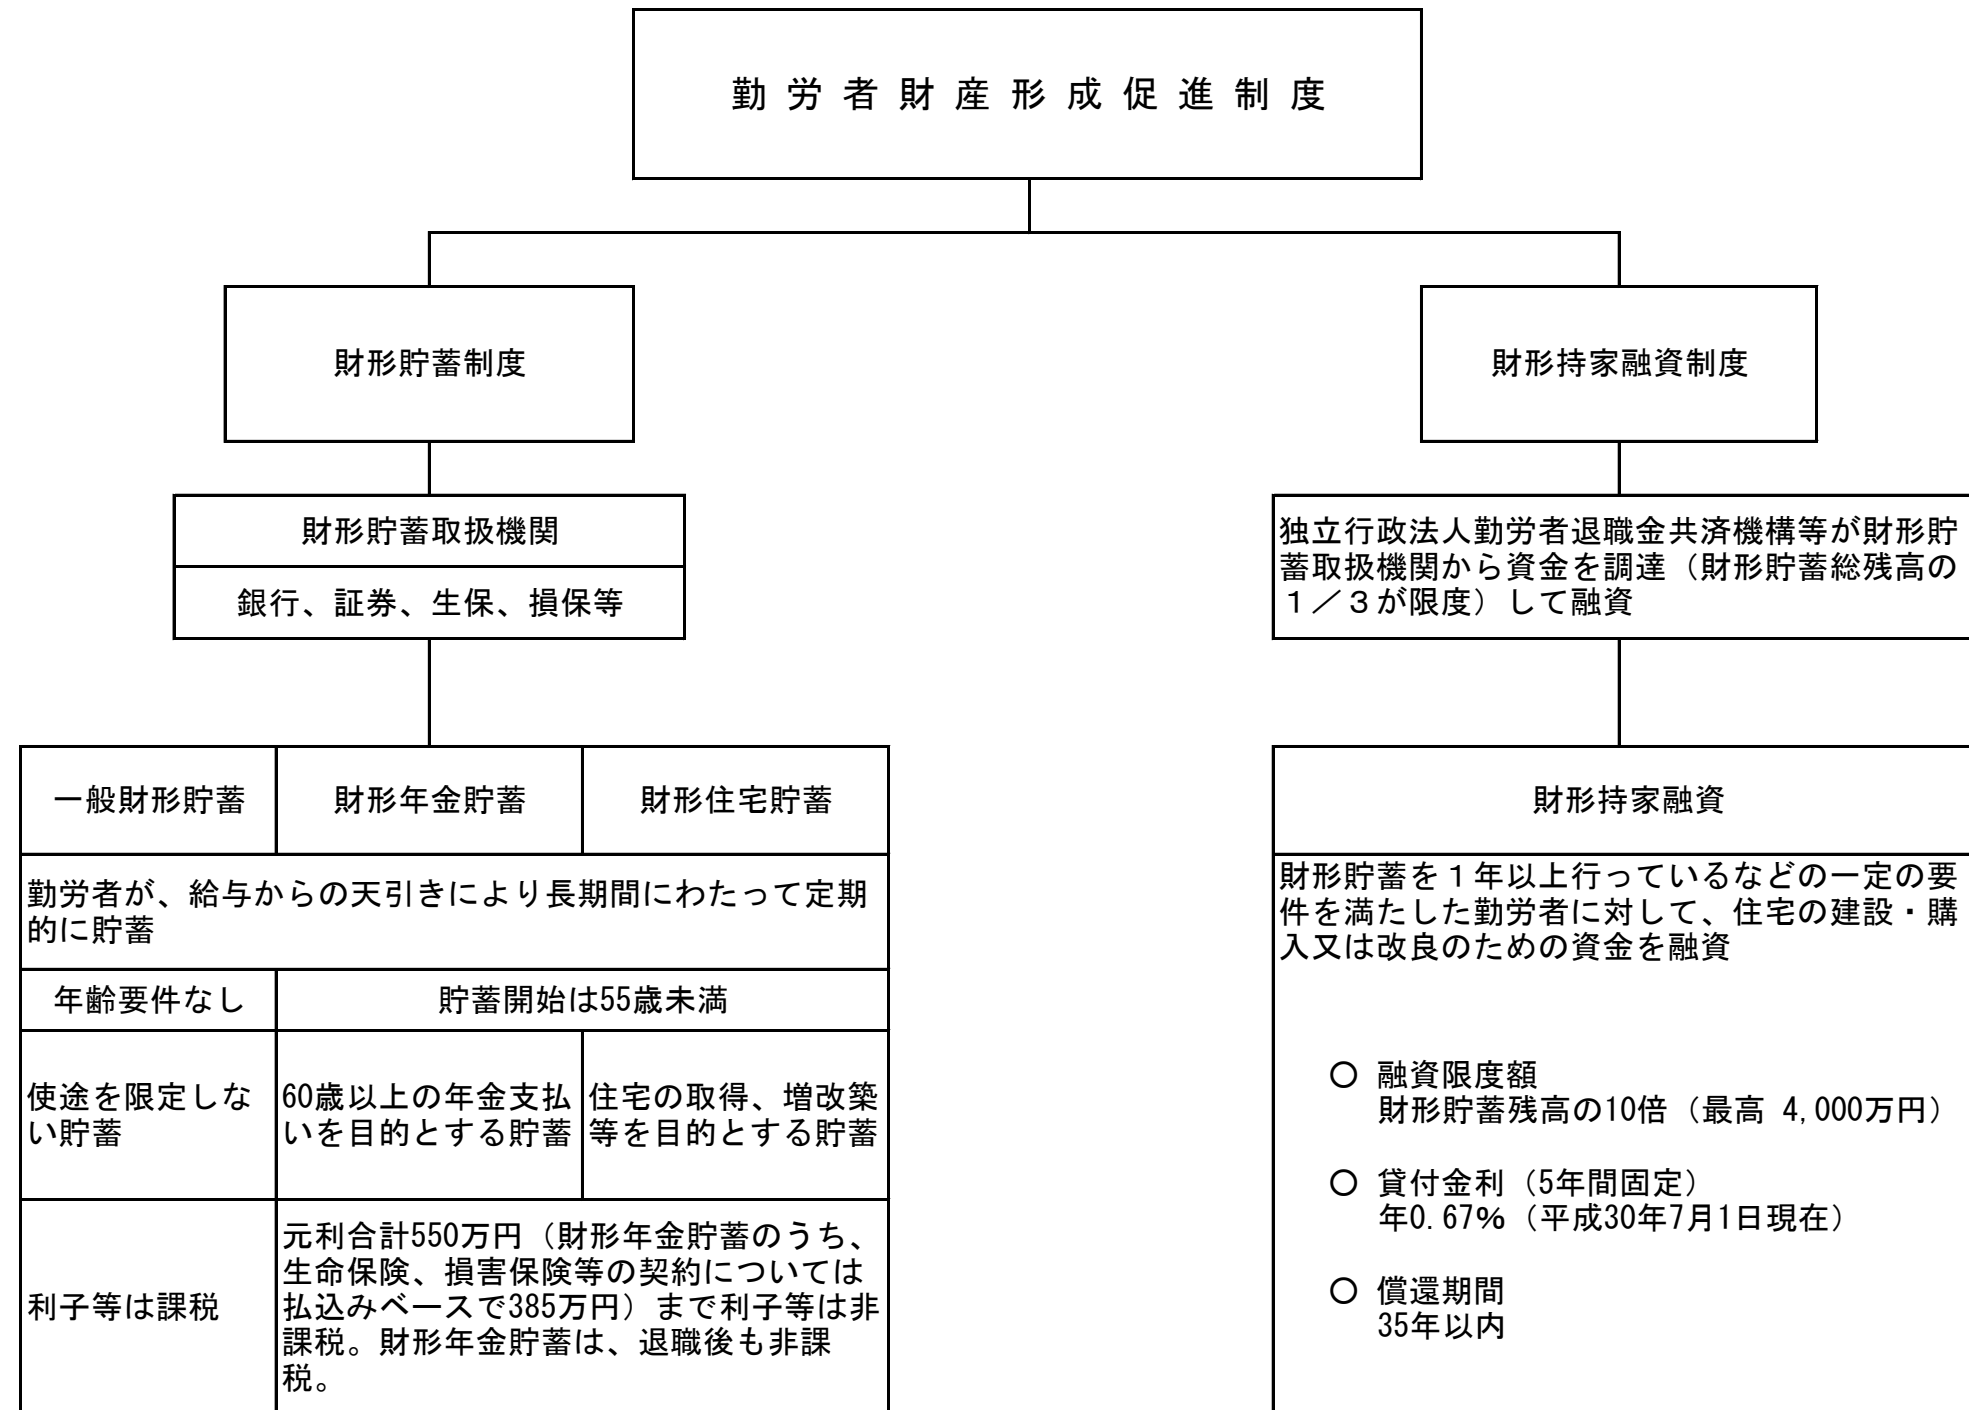 勤労者財産形成促進制度
財形貯蓄制度
財形貯蓄取扱機関
銀行、証券、生保、損保等
一般財形貯蓄
財形年金貯蓄
財形住宅貯蓄
勤労者が、給与からの天引きにより長期間にわたって定期
的に貯蓄
年齢要件なし
貯蓄開始は55歳未満
使途を限定しな
い貯蓄
60歳以上の年金支払
いを目的とする貯蓄
住宅の取得、増改築
等を目的とする貯蓄
利子等は課税
元利合計550万円（財形年金貯蓄のうち、
生命保険、損害保険等の契約については
払込みベースで385万円）まで利子等は非
課税。財形年金貯蓄は、退職後も非課
税。
財形持家融資制度
独立行政法人勤労者退職金共済機構等が財形貯
蓄取扱機関から資金を調達（財形貯蓄総残高の
１／３が限度）して融資
財形持家融資
財形貯蓄を１年以上行っているなどの一定の要
件を満たした勤労者に対して、住宅の建設・購
入又は改良のための資金を融資
○ 融資限度額
財形貯蓄残高の10倍（最高 4,000万円）
○ 貸付金利（5年間固定）
年0.67%（平成30年7月1日現在）
○ 償還期間
35年以内